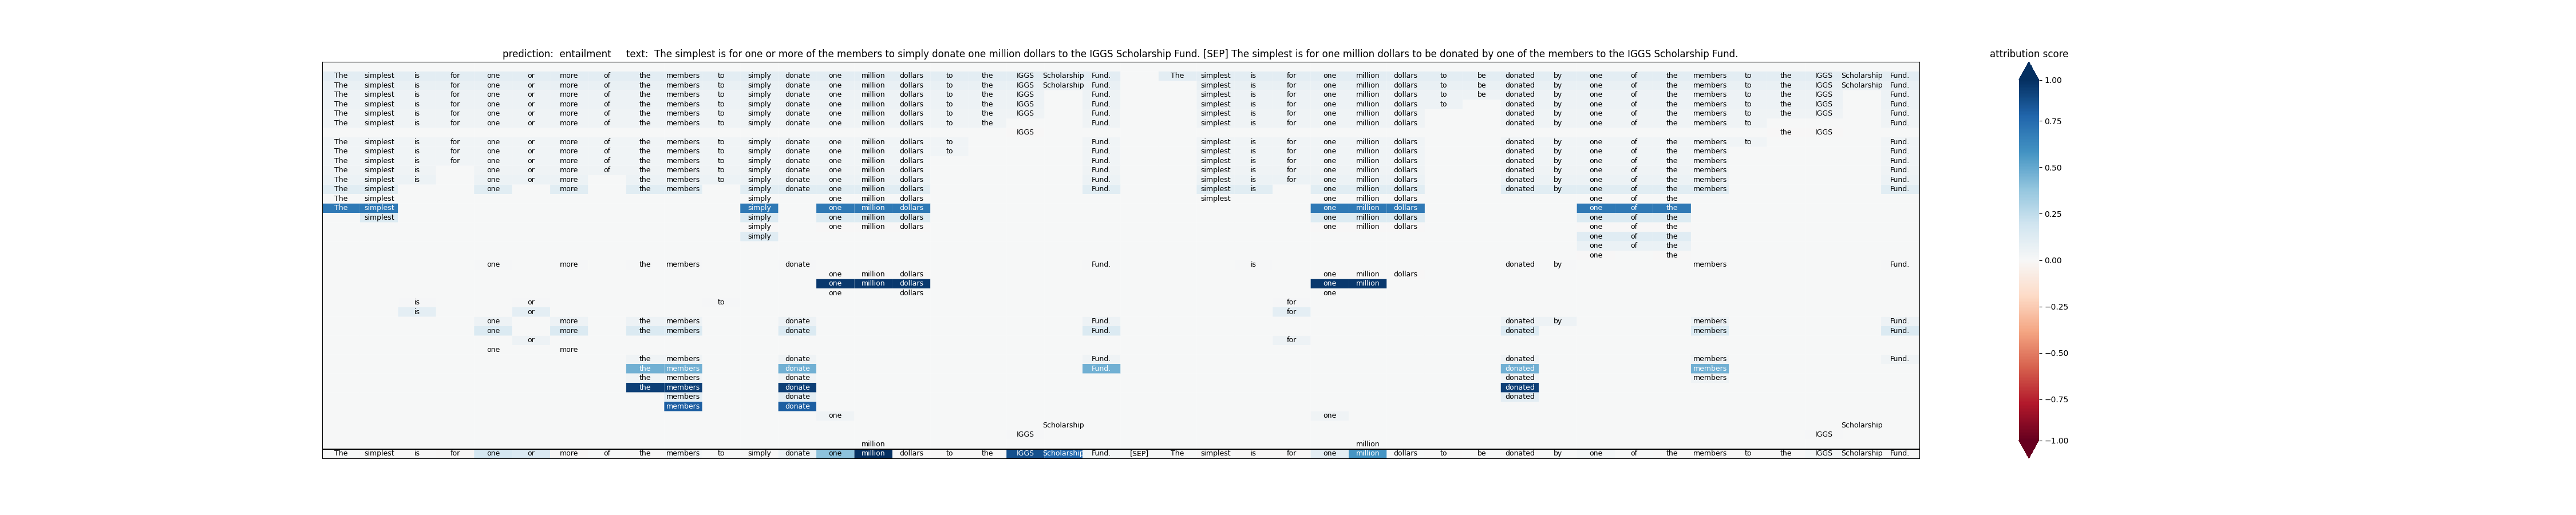 prediction: entailment text: The simplest is for one or more of the members to simply donate one million dollars to the IGGS Scholarship Fund. [SEP] The simplest is for one million dollars to be donated by one of the members to the IGGS Scholarship Fund.
attribution score
The simplest is for one or more of the members to simply donate one million dollars to the IGGS Scholarship Fund. The simplest is for one million dollars to be donated by one of the members to the IGGS Scholarship Fund.
The simplest is for one or more of the members to simply donate one million dollars to the IGGS Scholarship Fund. simplest is for one million dollars to be donated by one of the members to the IGGS Scholarship Fund.
The simplest is for one or more of the members to simply donate one million dollars to the IGGS Fund. simplest is for one million dollars to be donated by one of the members to the IGGS Fund.
The simplest is for one or more of the members to simply donate one million dollars to the IGGS Fund. simplest is for one million dollars to donated by one of the members to the IGGS Fund.
The simplest is for one or more of the members to simply donate one million dollars to the IGGS Fund. simplest is for one million dollars donated by one of the members to the IGGS Fund.
The simplest is for one or more of the members to simply donate one million dollars to the Fund. simplest is for one million dollars donated by one of the members to Fund.
IGGS the IGGS
The simplest is for one or more of the members to simply donate one million dollars to Fund. simplest is for one million dollars donated by one of the members to Fund.
The simplest is for one or more of the members to simply donate one million dollars to Fund. simplest is for one million dollars donated by one of the members Fund.
The simplest is for one or more of the members to simply donate one million dollars Fund. simplest is for one million dollars donated by one of the members Fund.
The simplest is one or more of the members to simply donate one million dollars Fund. simplest is for one million dollars donated by one of the members Fund.
The simplest is one or more the members to simply donate one million dollars Fund. simplest is for one million dollars donated by one of the members Fund.
The simplest one more the members simply donate one million dollars Fund. simplest is one million dollars donated by one of the members Fund.
The simplest simply one million dollars simplest one million dollars one of the
The simplest simply one million dollars one million dollars one of the
simplest simply one million dollars one million dollars one of the
simply one million dollars one million dollars one of the
simply one of the
one of the
one the
one more the members donate Fund. is donated by members Fund.
one million dollars one million dollars
one million dollars one million
one dollars one
is or to for
is or for
one more the members donate Fund. donated by members Fund.
one more the members donate Fund. donated members Fund.
or for
one more
the members donate Fund. donated members Fund.
the members donate Fund. donated members
the members donate donated members
the members donate donated
members donate donated
members donate
one one
Scholarship Scholarship
IGGS IGGS
million million
The simplest is for one or more of the members to simply donate one million dollars to the IGGS Scholarship Fund. [SEP] The simplest is for one million dollars to be donated by one of the members to the IGGS Scholarship Fund.
1.00
0.75
0.50
0.25
0.00
−0.25
−0.50
−0.75
−1.00